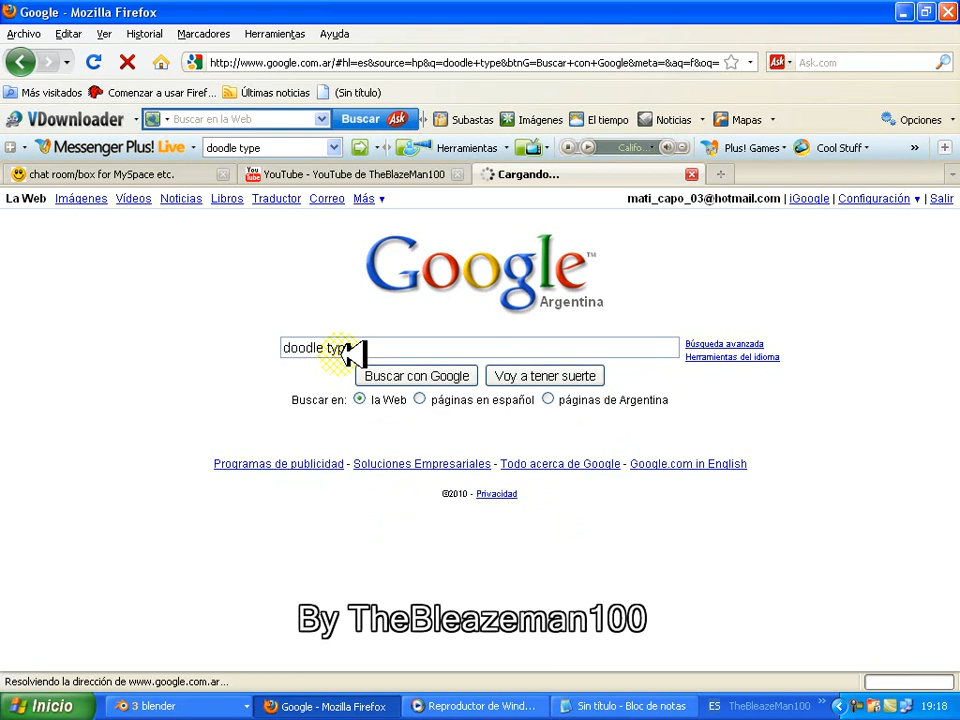 Google - Mozilla Firefox
Archivo Editar Ver Historial Marcadores Herramientas Ayuda
http://www.google.com.ar/#hl=es&source=hp&q=doodle+type&btnG=Buscar+con+Google&meta=&aq=f&oq= Ask Ask.com
Más visitados Comenzar a usar Firef... Últimas noticias (Sin título)
VDownloader Buscar en la Web Buscar Ask Subastas Imágenes El tiempo Noticias Mapas Opciones
Messenger Plus! Live doodle type Herramientas Califo... Plus! Games Cool Stuff »
chat room/box for MySpace etc. You Tube YouTube - YouTube de TheBlazeMan100 Cargando...
La Web Imágenes Vídeos Noticias Libros Traductor Correo Más ▼ mati_capo_03@hotmail.com | iGoogle | Configuración ▼ | Salir
Google™
Argentina
doodle type Búsqueda avanzada
Herramientas del idioma
Buscar con Google Voy a tener suerte
Buscar en: la Web páginas en español páginas de Argentina
Programas de publicidad - Soluciones Empresariales - Todo acerca de Google - Google.com in English
©2010 - Privacidad
By TheBleazeman100
Resolviendo la dirección de www.google.com.ar...
Inicio 3 blender Google - Mozilla Firefox Reproductor de Wind... Sin título - Bloc de notas ES TheBleazeMan100 » 19:18